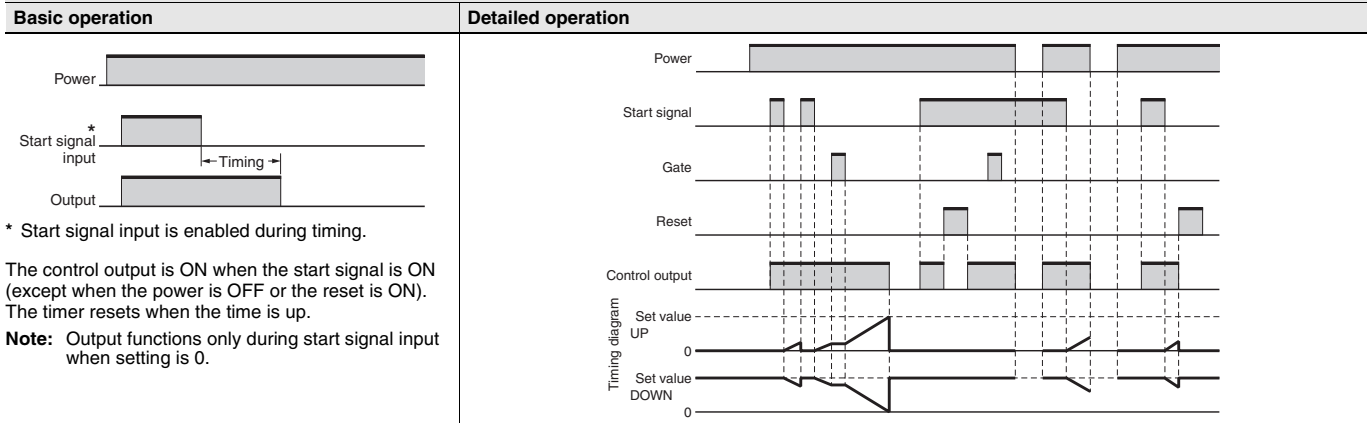 Basic operation
Detailed operation
Power
*
Start signal
input
Timing
Output
* Start signal input is enabled during timing.
The control output is ON when the start signal is ON
(except when the power is OFF or the reset is ON).
The timer resets when the time is up.
Note: Output functions only during start signal input
when setting is 0.
Power
Start signal
Gate
Reset
Control output
Timing diagram
Set value
UP
0
Set value
DOWN
0